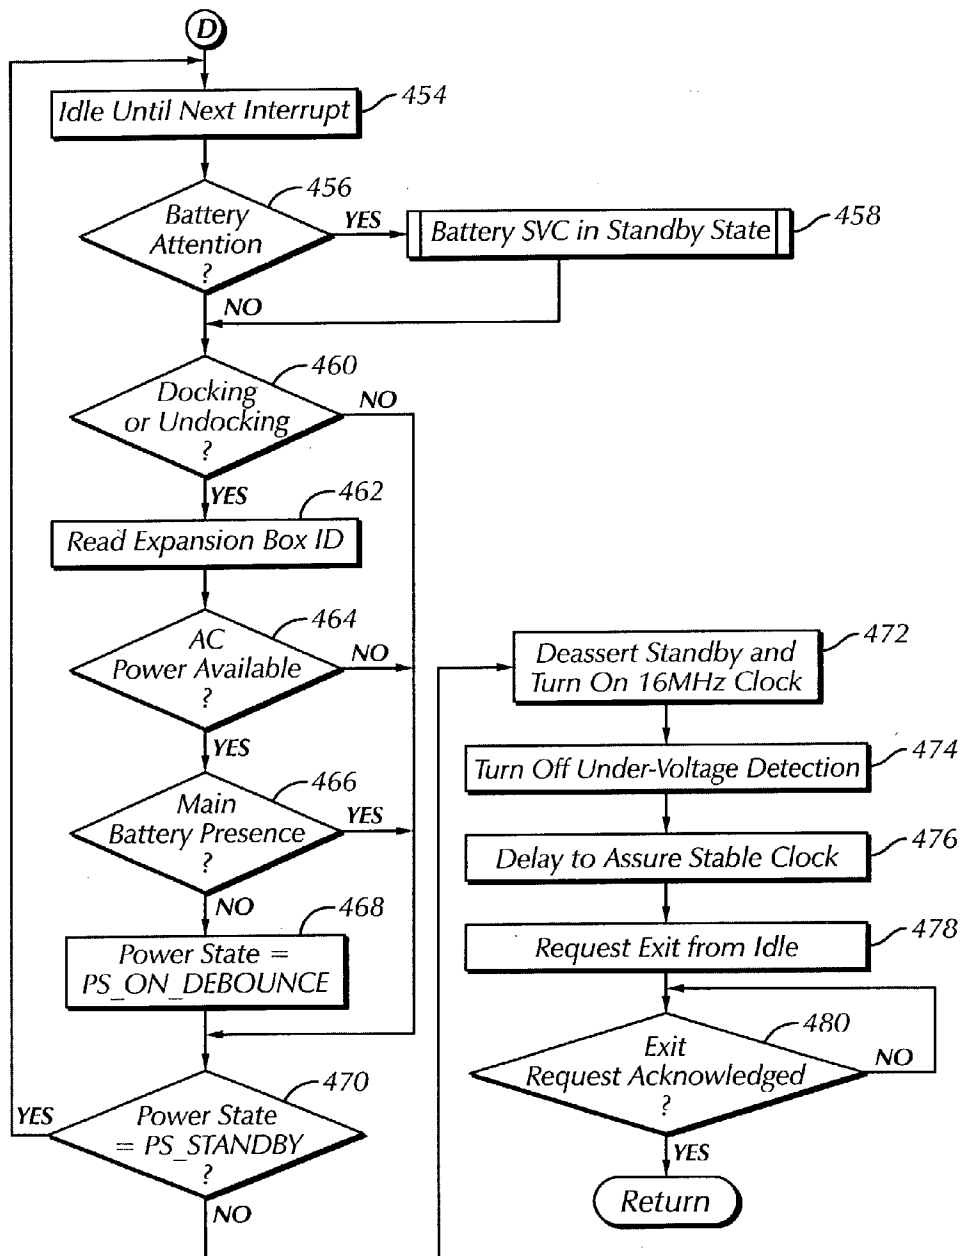 D
Idle Until Next Interrupt
454
Battery
Attention
?
456
YES
Battery SVC in Standby State
458
NO
Docking
or Undocking
?
460
NO
YES
462
Read Expansion Box ID
AC
Power Available
?
464
NO
YES
Main
Battery Presence
?
466
YES
NO
468
Power State =
PS_ON_DEBOUNCE
470
YES
Power State
= PS_STANDBY
?
NO
Deassert Standby and
Turn On 16MHz Clock
472
Turn Off Under-Voltage Detection
474
Delay to Assure Stable Clock
476
Request Exit from Idle
478
Exit
Request Acknowledged
?
480
NO
YES
Return